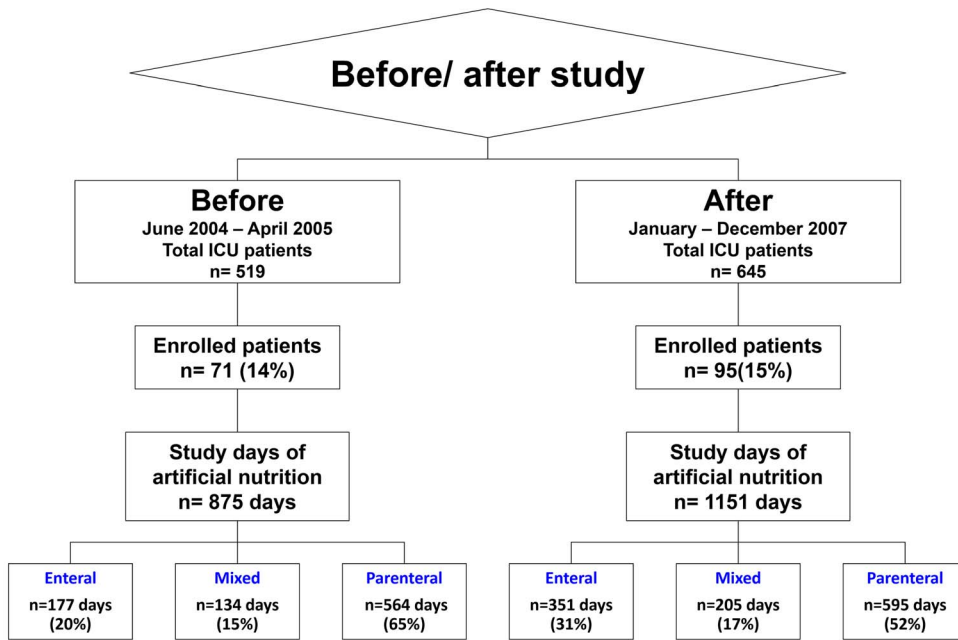 Before/ after study
Before
June 2004 – April 2005
Total ICU patients
n= 519
After
January – December 2007
Total ICU patients
n= 645
Enrolled patients
n= 71 (14%)
Enrolled patients
n= 95(15%)
Study days of
artificial nutrition
n= 875 days
Study days of
artificial nutrition
n= 1151 days
Enteral
n=177 days
(20%)
Mixed
n=134 days
(15%)
Parenteral
n=564 days
(65%)
Enteral
n=351 days
(31%)
Mixed
n=205 days
(17%)
Parenteral
n=595 days
(52%)